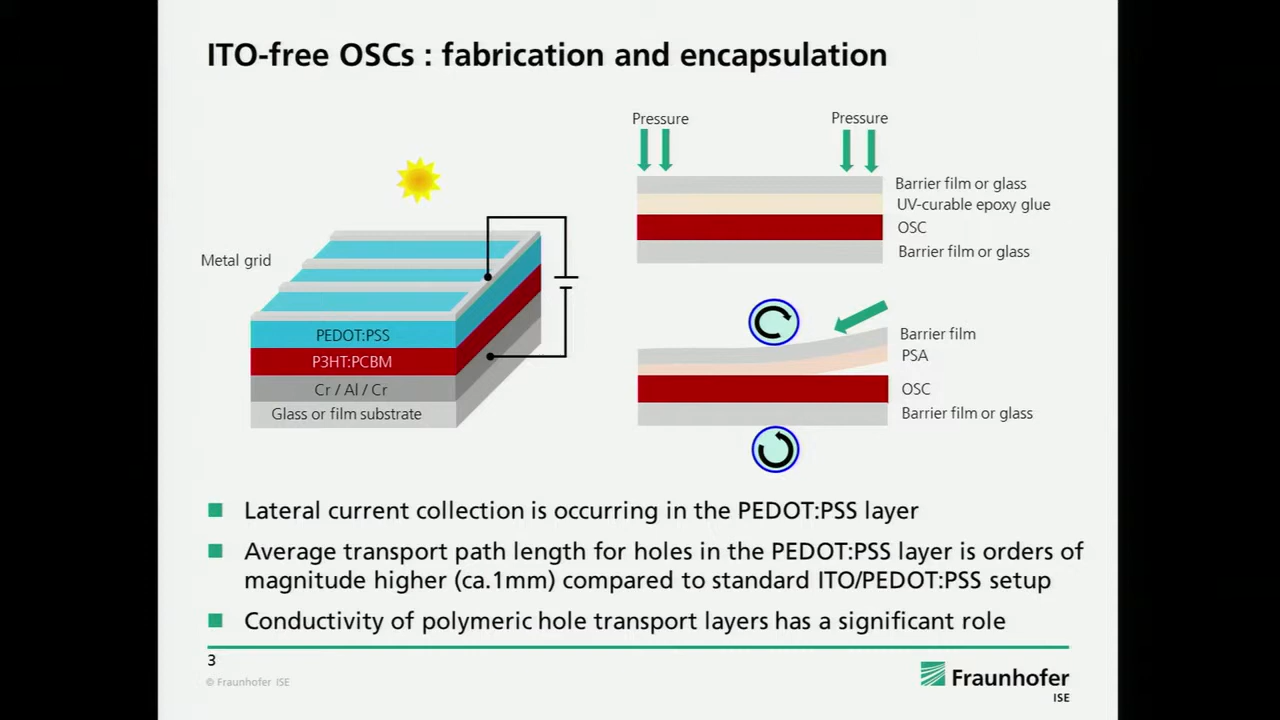 ITO-free OSCs : fabrication and encapsulation
Metal grid
PEDOT:PSS
P3HT:PCBM
Cr / Al / Cr
Glass or film substrate
Pressure
Pressure
Barrier film or glass
UV-curable epoxy glue
OSC
Barrier film or glass
Barrier film
PSA
OSC
Barrier film or glass
Lateral current collection is occurring in the PEDOT:PSS layer
Average transport path length for holes in the PEDOT:PSS layer is orders of
magnitude higher (ca.1mm) compared to standard ITO/PEDOT:PSS setup
Conductivity of polymeric hole transport layers has a significant role
3
© Fraunhofer ISE
Fraunhofer
ISE